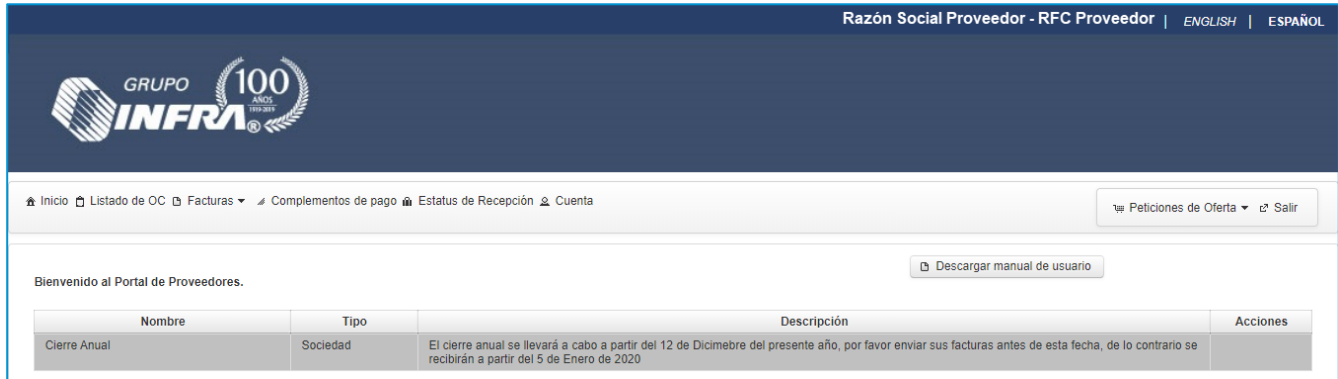 Razón Social Proveedor - RFC Proveedor | ENGLISH | ESPAÑOL
GRUPO
INFRA®
100
AÑOS
1919-2019
Inicio Listado de OC Facturas Complementos de pago Estatus de Recepción Cuenta
Peticiones de Oferta Salir
Descargar manual de usuario
Bienvenido al Portal de Proveedores.
Nombre Tipo Descripción Acciones
Cierre Anual Sociedad El cierre anual se llevará a cabo a partir del 12 de Dicimebre del presente año, por favor enviar sus facturas antes de esta fecha, de lo contrario se
recibirán a partir del 5 de Enero de 2020